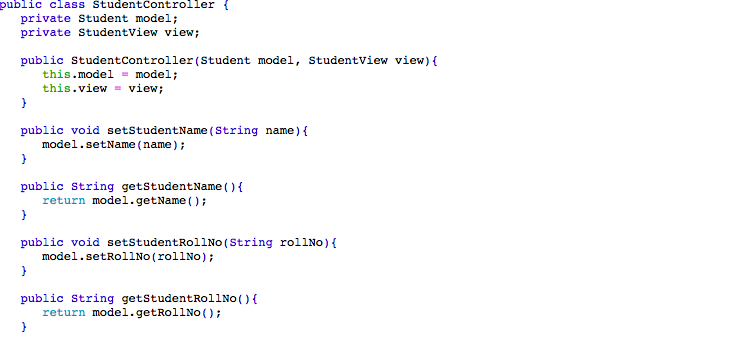 public class StudentController {
private Student model;
private StudentView view;
public StudentController(Student model, StudentView view){
this.model = model;
this.view = view;
}
public void setStudentName(String name){
model.setName(name);
}
public String getStudentName(){
return model.getName();
}
public void setStudentRollNo(String rollNo){
model.setRollNo(rollNo);
}
public String getStudentRollNo(){
return model.getRollNo();
}